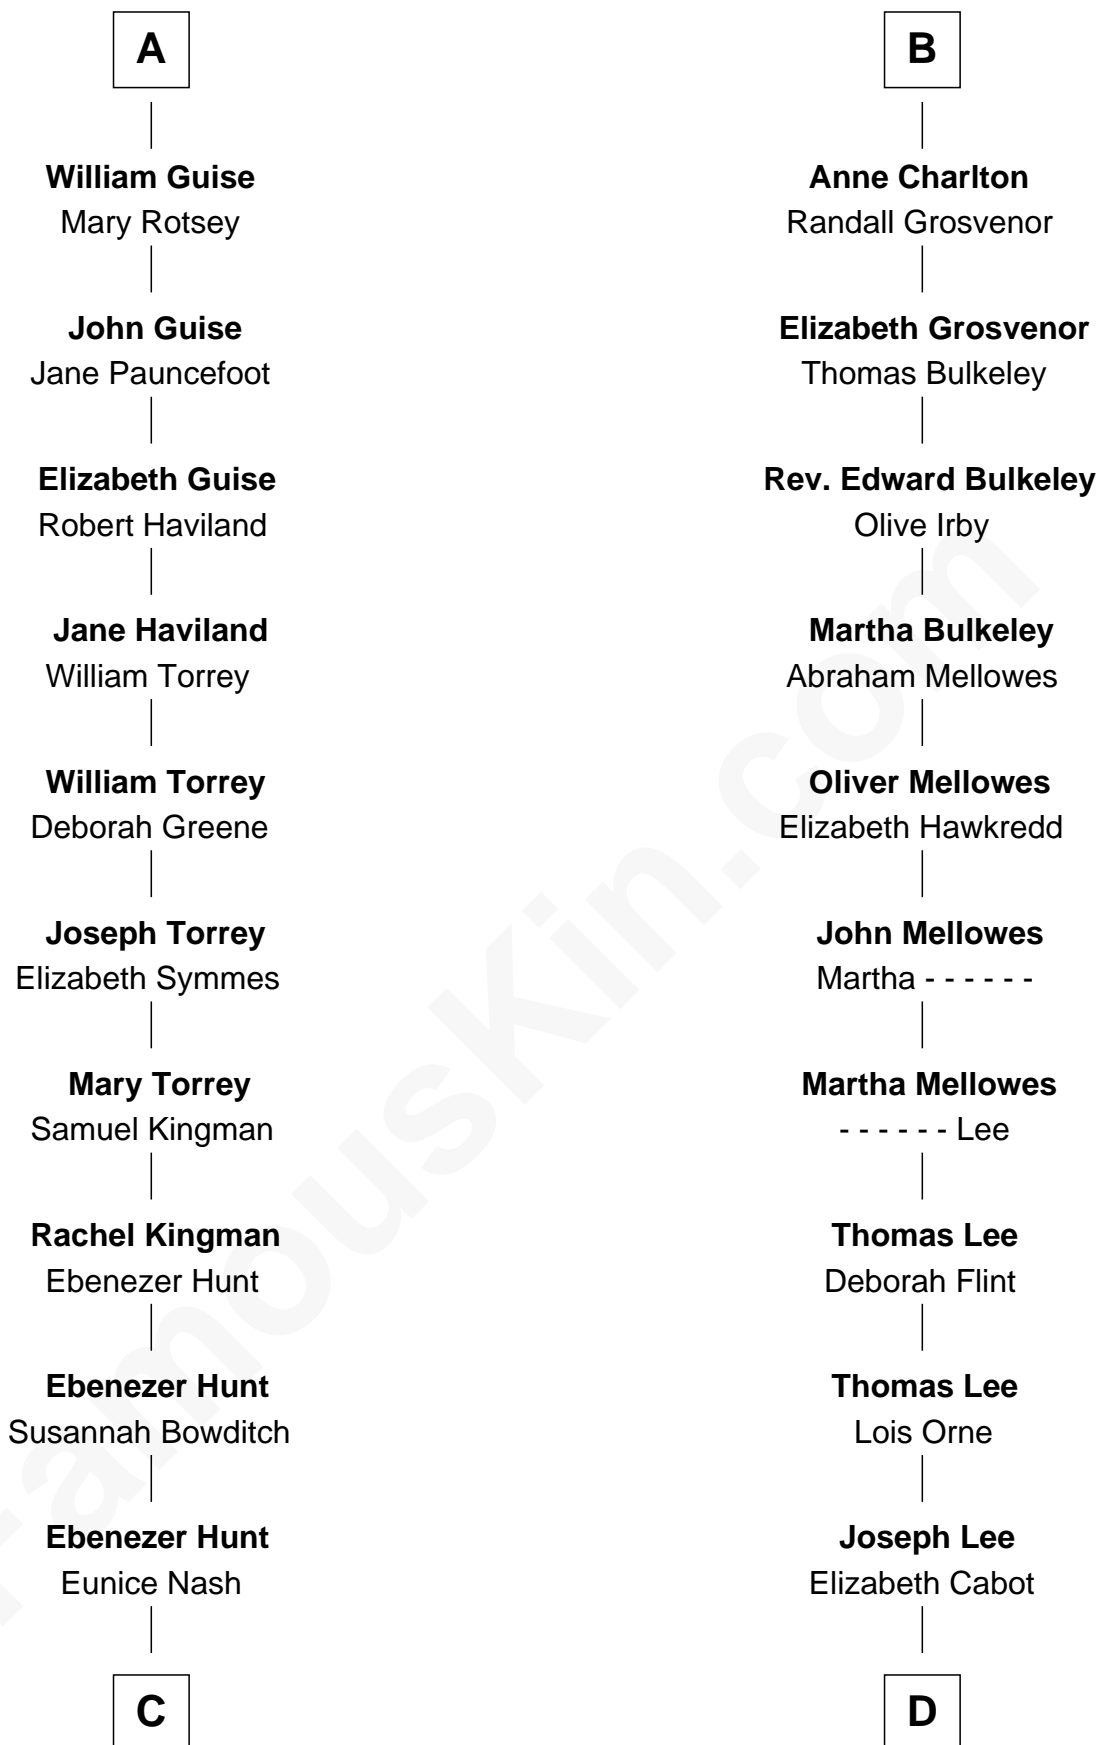 A
William Guise
Mary Rotsey
John Guise
Jane Pauncefoot
Elizabeth Guise
Robert Haviland
Jane Haviland
William Torrey
William Torrey
Deborah Greene
Joseph Torrey
Elizabeth Symmes
Mary Torrey
Samuel Kingman
Rachel Kingman
Ebenezer Hunt
Ebenezer Hunt
Susannah Bowditch
Ebenezer Hunt
Eunice Nash
C
B
Anne Charlton
Randall Grosvenor
Elizabeth Grosvenor
Thomas Bulkeley
Rev. Edward Bulkeley
Olive Irby
Martha Bulkeley
Abraham Mellowes
Oliver Mellowes
Elizabeth Hawkredd
John Mellowes
Martha - - - - - -
Martha Mellowes
- - - - - - Lee
Thomas Lee
Deborah Flint
Thomas Lee
Lois Orne
Joseph Lee
Elizabeth Cabot
D
FamousKin.com